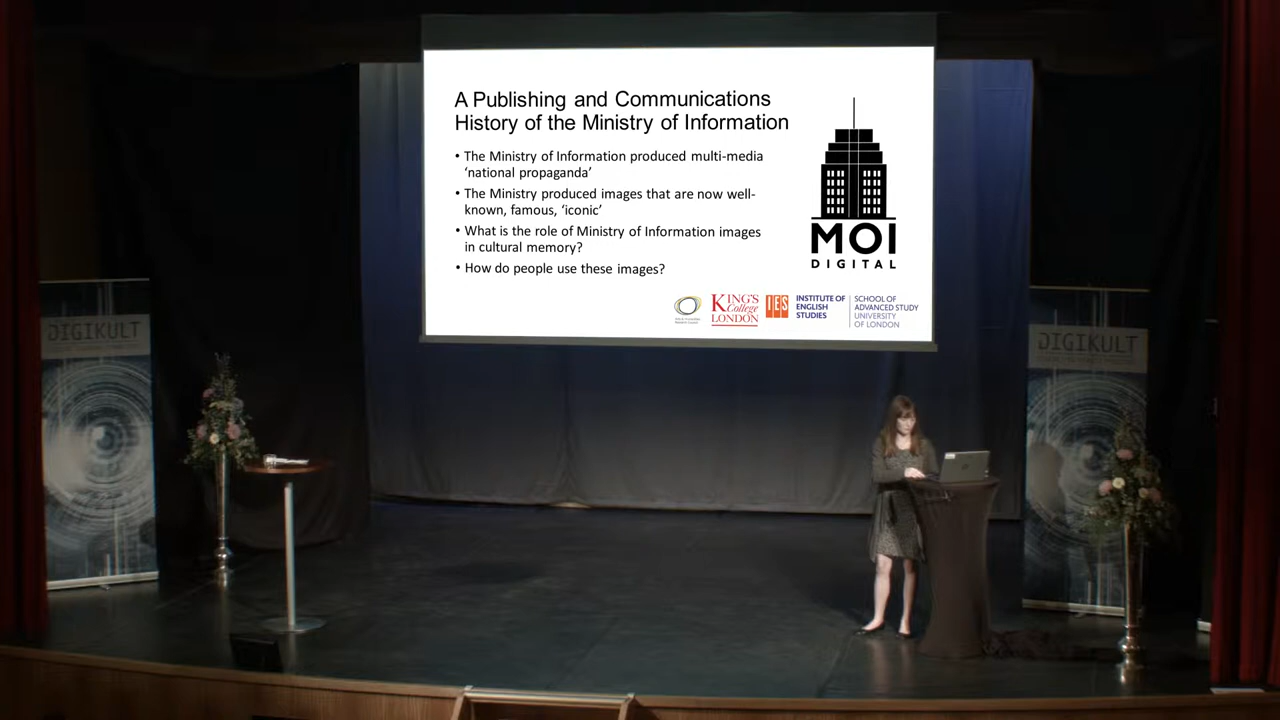 A Publishing and Communications
History of the Ministry of Information
• The Ministry of Information produced multi-media
‘national propaganda’
• The Ministry produced images that are now well-
known, famous, ‘iconic’
• What is the role of Ministry of Information images
in cultural memory?
• How do people use these images?
MOI
DIGITAL
KING'S
College
LONDON
IES
INSTITUTE OF
ENGLISH
STUDIES
SCHOOL OF
ADVANCED STUDY
UNIVERSITY
OF LONDON
DIGIKULT
DIGIKULT